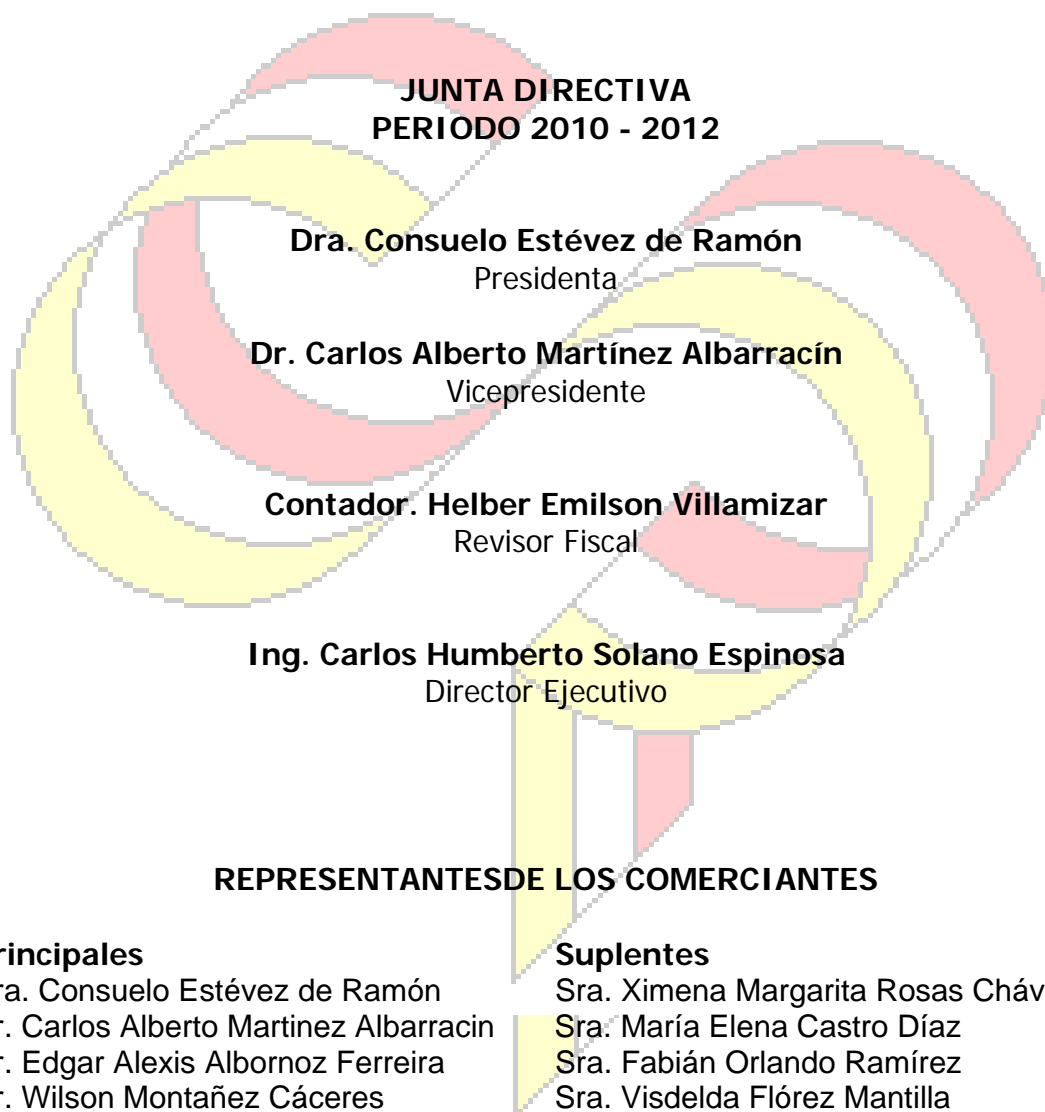 JUNTA DIRECTIVA
PERIODO 2010 - 2012
Dra. Consuelo Estévez de Ramón
Presidenta
Dr. Carlos Alberto Martínez Albarracín
Vicepresidente
Contador. Helber Emilson Villamizar
Revisor Fiscal
Ing. Carlos Humberto Solano Espinosa
Director Ejecutivo
REPRESENTANTESDE LOS COMERCIANTES
rincipales
ra. Consuelo Estévez de Ramón
r. Carlos Alberto Martinez Albarracin
r. Edgar Alexis Albornoz Ferreira
r. Wilson Montañez Cáceres
Suplentes
Sra. Ximena Margarita Rosas Cháv
Sra. María Elena Castro Díaz
Sra. Fabián Orlando Ramírez
Sra. Visdelda Flórez Mantilla